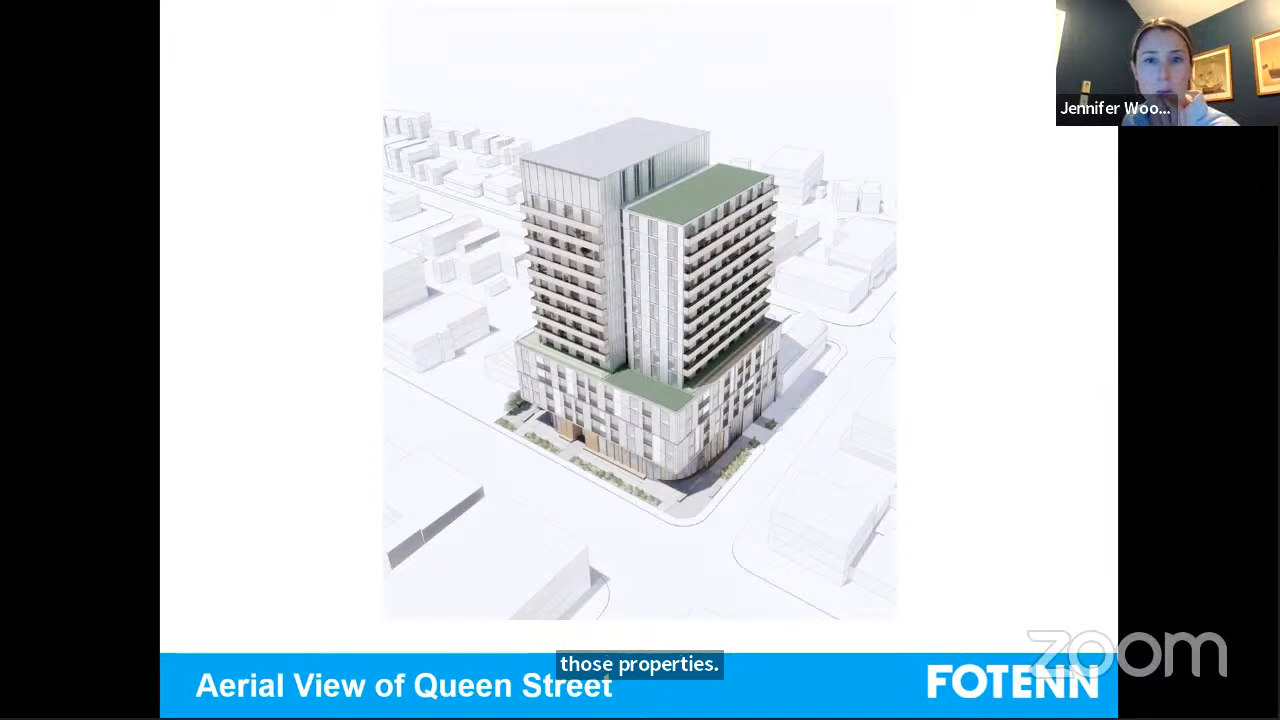 Jennifer Woo...
those properties.
Aerial View of Queen Street
FOTENN
zoom